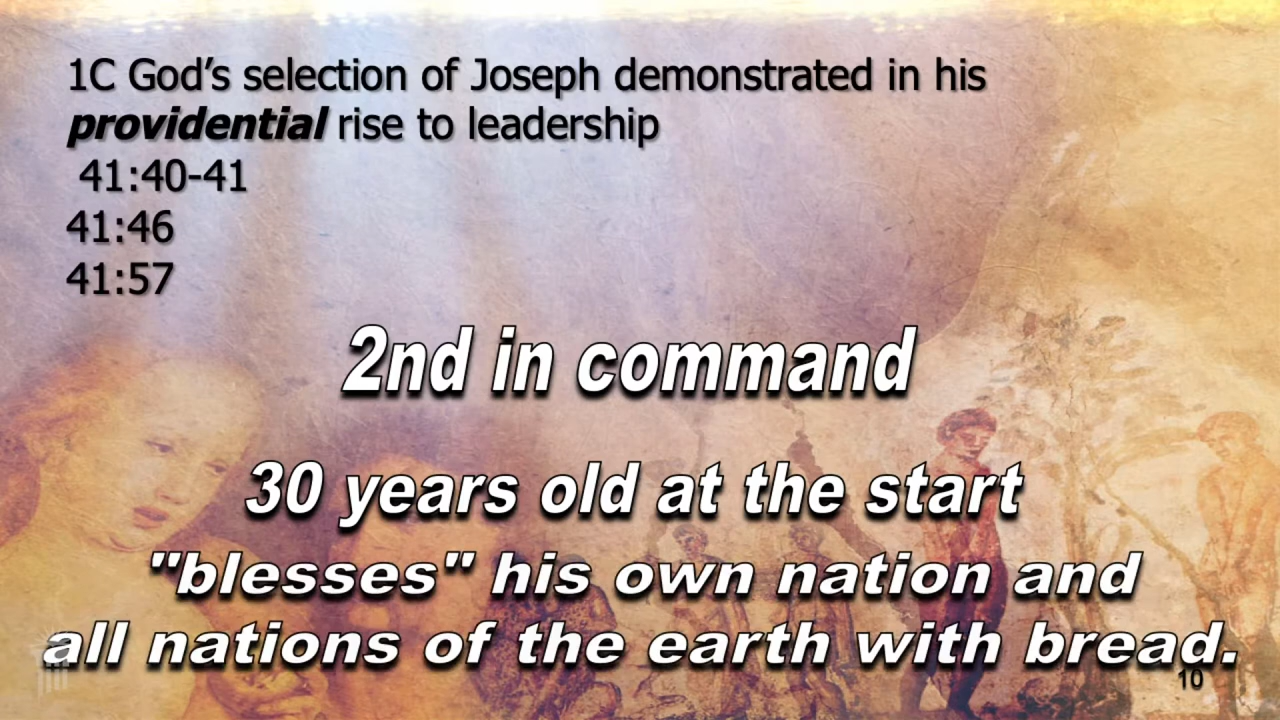 1C God’s selection of Joseph demonstrated in his
providential rise to leadership
41:40-41
41:46
41:57
2nd in command
30 years old at the start
"blesses" his own nation and
all nations of the earth with bread.
10